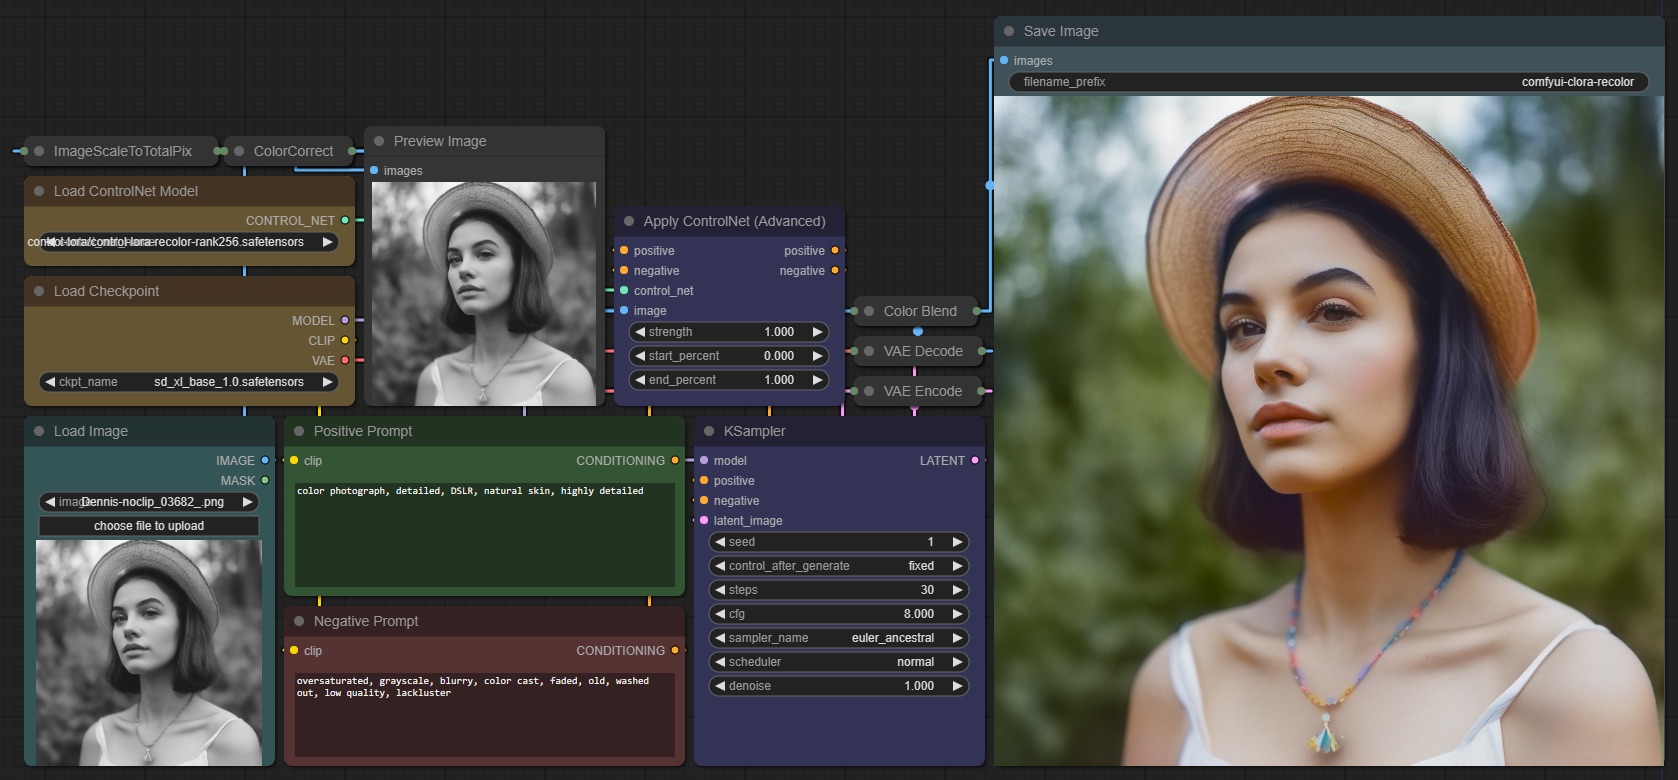 Save Image
images
filename_prefix comfyui-clora-recolor
ImageScaleToTotalPix
ColorCorrect
Preview Image
images
Load ControlNet Model
CONTROL_NET
control-lora/control-lora-recolor-rank256.safetensors
Load Checkpoint
MODEL
CLIP
VAE
ckpt_name sd_xl_base_1.0.safetensors
Apply ControlNet (Advanced)
positive positive
negative negative
control_net
image
strength 1.000
start_percent 0.000
end_percent 1.000
Color Blend
VAE Decode
VAE Encode
Load Image
IMAGE
MASK
image Dennis-noclip_03682_.png
choose file to upload
Positive Prompt
clip CONDITIONING
color photograph, detailed, DSLR, natural skin, highly detailed
Negative Prompt
clip CONDITIONING
oversaturated, grayscale, blurry, color cast, faded, old, washed
out, low quality, lackluster
KSampler
model LATENT
positive
negative
latent_image
seed 1
control_after_generate fixed
steps 30
cfg 8.000
sampler_name euler_ancestral
scheduler normal
denoise 1.000